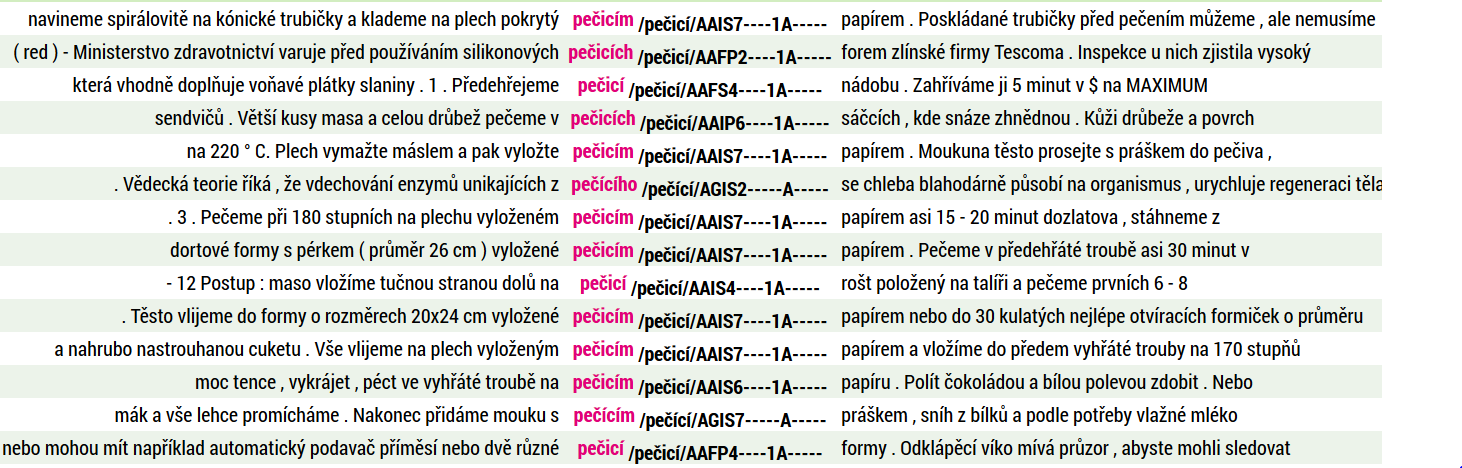 navineme spirálovitě na kónické trubičky a klademe na plech pokrytý pečicím /pečicí/AAIS7----1A----- papírem . Poskládané trubičky před pečením můžeme , ale nemusíme
( red ) - Ministerstvo zdravotnictví varuje před používáním silikonových pečicích /pečicí/AAFP2----1A----- forem zlínské firmy Tescoma . Inspekce u nich zjistila vysoký
která vhodně doplňuje voňavé plátky slaniny . 1 . Předehřejeme pečicí /pečicí/AAFS4----1A----- nádobu . Zahříváme ji 5 minut v $ na MAXIMUM
sendvičů . Větší kusy masa a celou drůbež pečeme v pečicích /pečicí/AAIP6----1A----- sáčcích , kde snáze zhnědnou . Kůži drůbeže a povrch
na 220 ° C. Plech vymažte máslem a pak vyložte pečicím /pečicí/AAIS7----1A----- papírem . Moukuna těsto prosejte s práškem do pečiva ,
. Vědecká teorie říká , že vdechování enzymů unikajících z pečícího /pečící/AGIS2-----A----- se chleba blahodárně působí na organismus , urychluje regeneraci těla
. 3 . Pečeme při 180 stupních na plechu vyloženém pečicím /pečicí/AAIS7----1A----- papírem asi 15 - 20 minut dozlatova , stáhneme z
dortové formy s pérkem ( průměr 26 cm ) vyložené pečicím /pečicí/AAIS7----1A----- papírem . Pečeme v předehřáté troubě asi 30 minut v
- 12 Postup : maso vložíme tučnou stranou dolů na pečicí /pečicí/AAIS4----1A----- rošt položený na talíři a pečeme prvních 6 - 8
. Těsto vlijeme do formy o rozměrech 20x24 cm vyložené pečicím /pečicí/AAIS7----1A----- papírem nebo do 30 kulatých nejlépe otvíracích formiček o průměru
a nahrubo nastrouhanou cuketu . Vše vlijeme na plech vyloženým pečicím /pečicí/AAIS7----1A----- papírem a vložíme do předem vyhřáté trouby na 170 stupňů
moc tence , vykrájet , péct ve vyhřáté troubě na pečicím /pečicí/AAIS6----1A----- papíru . Polít čokoládou a bílou polevou zdobit . Nebo
mák a vše lehce promícháme . Nakonec přidáme mouku s pečícím /pečící/AGIS7-----A----- práškem , sníh z bílků a podle potřeby vlažné mléko
nebo mohou mít například automatický podavač příměsí nebo dvě různé pečicí /pečicí/AAFP4----1A----- formy . Odklápěcí víko mívá průzor , abyste mohli sledovat